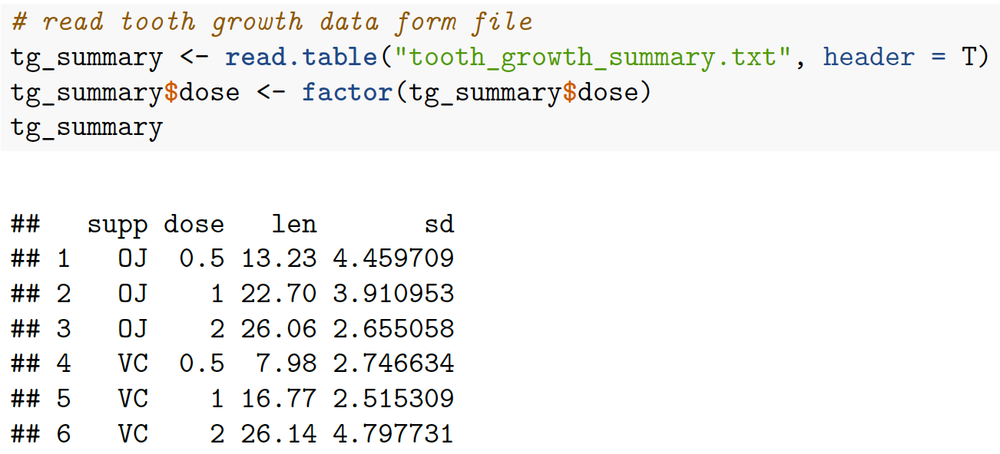 # read tooth growth data form file
tg_summary <- read.table("tooth_growth_summary.txt", header = T)
tg_summary$dose <- factor(tg_summary$dose)
tg_summary
##   supp dose   len       sd
## 1   OJ  0.5 13.23 4.459709
## 2   OJ    1 22.70 3.910953
## 3   OJ    2 26.06 2.655058
## 4   VC  0.5  7.98 2.746634
## 5   VC    1 16.77 2.515309
## 6   VC    2 26.14 4.797731